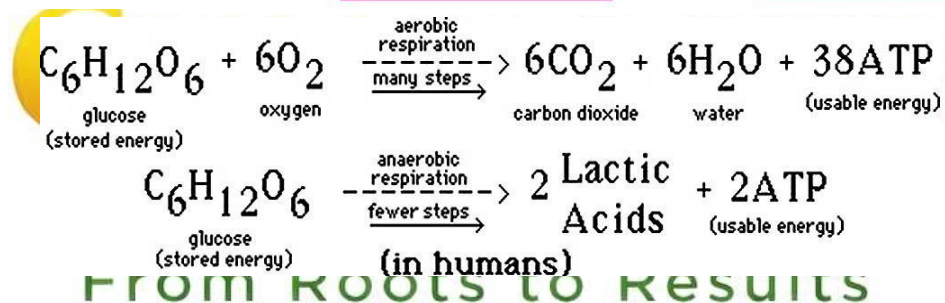 aerobic
respiration
C6H12O6 + 6O2 -----> 6CO2 + 6H2O + 38ATP
many steps
glucose oxygen carbon dioxide water (usable energy)
(stored energy)
anaerobic
respiration
C6H12O6 -----> 2 Lactic Acids + 2ATP
fewer steps
glucose (usable energy)
(stored energy)
(in humans)
From Roots to Results